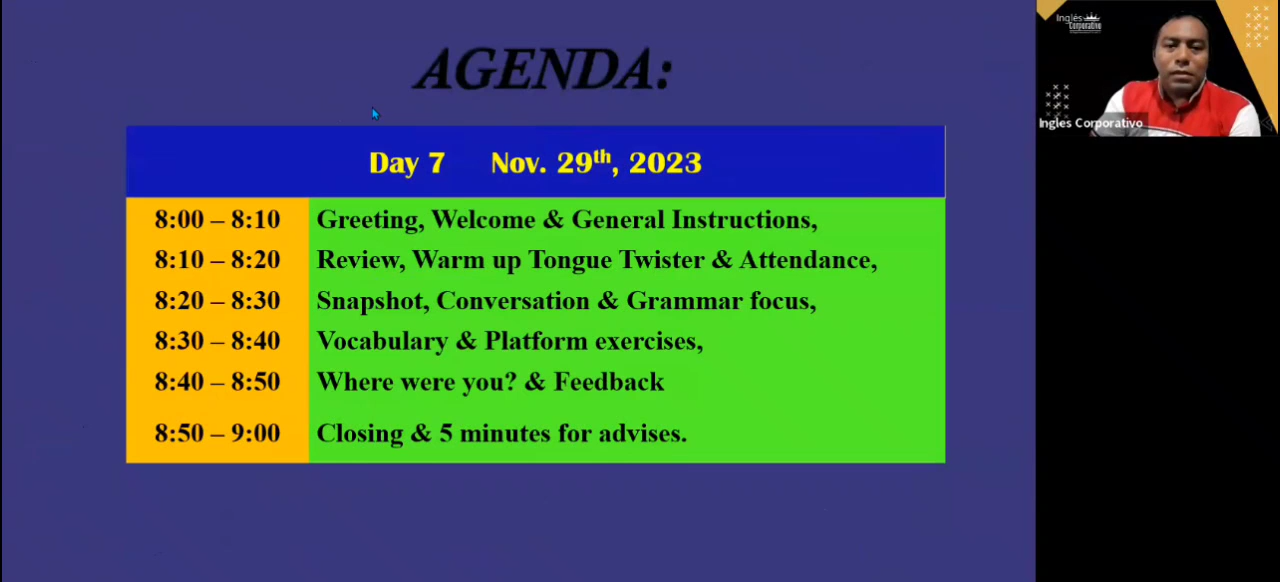 AGENDA:
Day 7 Nov. 29th, 2023
8:00 – 8:10 Greeting, Welcome & General Instructions,
8:10 – 8:20 Review, Warm up Tongue Twister & Attendance,
8:20 – 8:30 Snapshot, Conversation & Grammar focus,
8:30 – 8:40 Vocabulary & Platform exercises,
8:40 – 8:50 Where were you? & Feedback
8:50 – 9:00 Closing & 5 minutes for advises.
Inglés
Corporativo
Ingles Corporativo